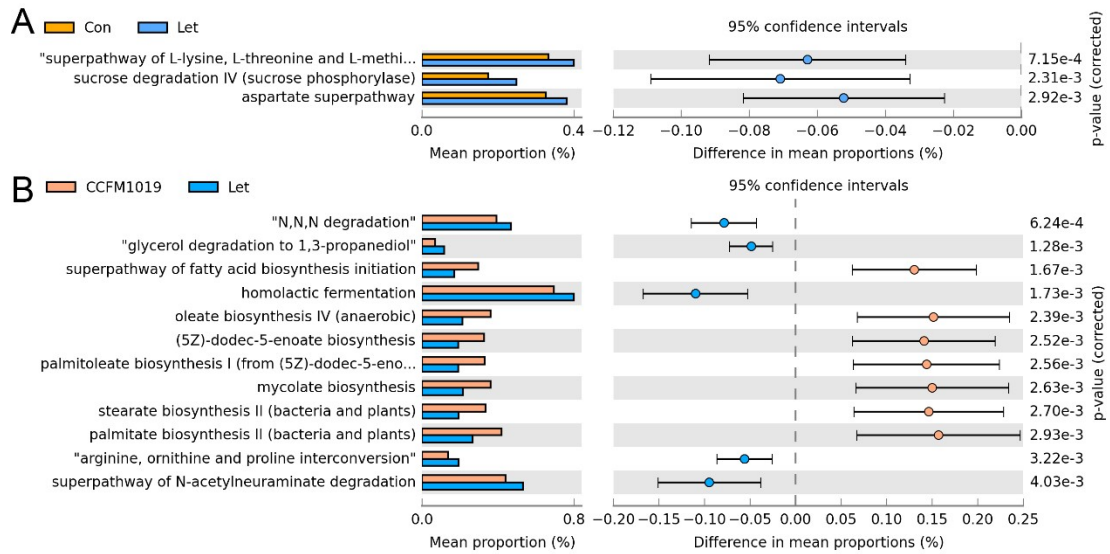 A
Con
Let
95% confidence intervals
"superpathway of L-lysine, L-threonine and L-methi...
7.15e-4
sucrose degradation IV (sucrose phosphorylase)
2.31e-3
aspartate superpathway
2.92e-3
p-value (corrected)
0.0
0.4
−0.12
−0.10
−0.08
−0.06
−0.04
−0.02
0.00
Mean proportion (%)
Difference in mean proportions (%)
B
CCFM1019
Let
95% confidence intervals
"N,N,N degradation"
6.24e-4
"glycerol degradation to 1,3-propanediol"
1.28e-3
superpathway of fatty acid biosynthesis initiation
1.67e-3
homolactic fermentation
1.73e-3
oleate biosynthesis IV (anaerobic)
2.39e-3
(5Z)-dodec-5-enoate biosynthesis
2.52e-3
palmitoleate biosynthesis I (from (5Z)-dodec-5-eno...
2.56e-3
mycolate biosynthesis
2.63e-3
stearate biosynthesis II (bacteria and plants)
2.70e-3
palmitate biosynthesis II (bacteria and plants)
2.93e-3
"arginine, ornithine and proline interconversion"
3.22e-3
superpathway of N-acetylneuraminate degradation
4.03e-3
p-value (corrected)
0.0
0.8
−0.20
−0.15
−0.10
−0.05
0.00
0.05
0.10
0.15
0.20
0.25
Mean proportion (%)
Difference in mean proportions (%)